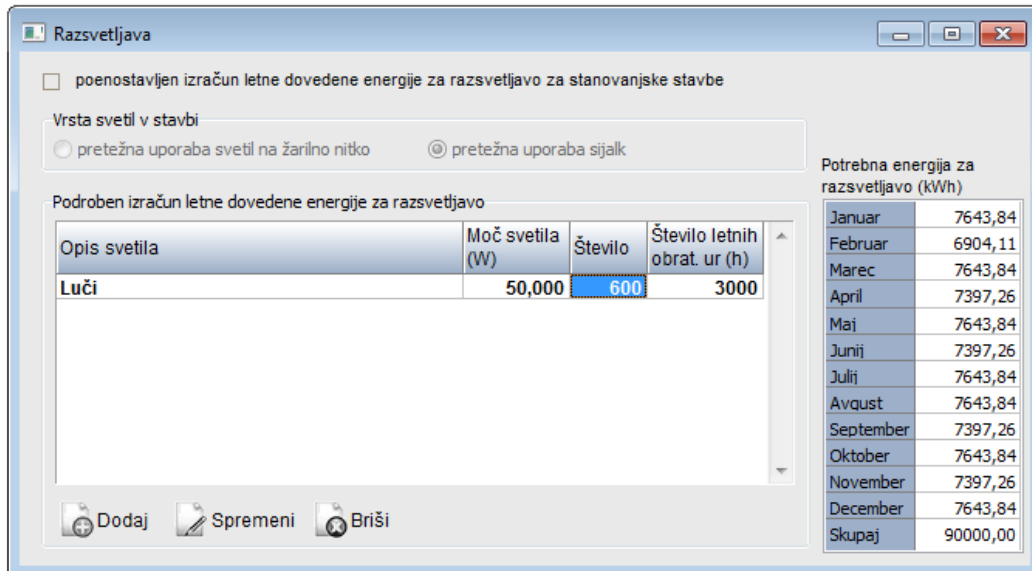 Razsvetljava
poenostavljen izračun letne dovedene energije za razsvetljavo za stanovanjske stavbe
Vrsta svetil v stavbi
pretežna uporaba svetil na žarilno nitko pretežna uporaba sijalk
Podroben izračun letne dovedene energije za razsvetljavo
Opis svetila Moč svetila (W) Število Število letnih obrat. ur (h)
Luči 50,000 600 3000
Dodaj Spremeni Briši
Potrebna energija za
razsvetljavo (kWh)
Januar 7643,84
Februar 6904,11
Marec 7643,84
April 7397,26
Maj 7643,84
Junij 7397,26
Julij 7643,84
Avgust 7643,84
September 7397,26
Oktober 7643,84
November 7397,26
December 7643,84
Skupaj 90000,00